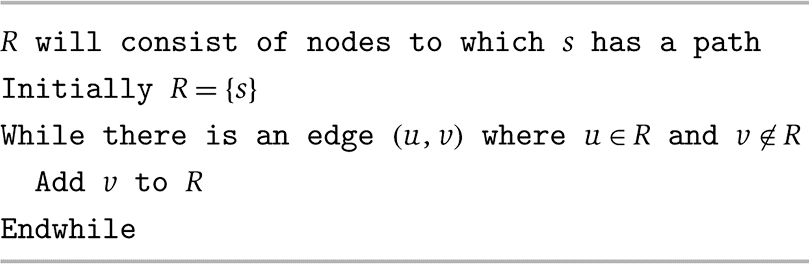 R will consist of nodes to which s has a path
Initially R = {s}
While there is an edge (u, v) where u ∈ R and v ∉ R
Add v to R
Endwhile